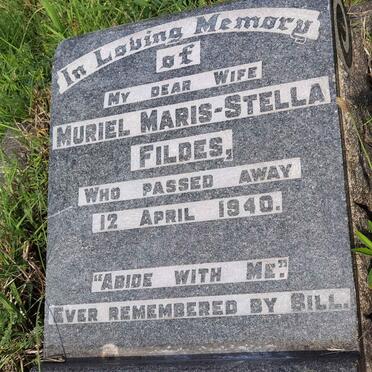 In Loving Memory
of
MY DEAR WIFE
MURIEL MARIS-STELLA
FILDES,
WHO PASSED AWAY
12 APRIL 1940.
"ABIDE WITH ME."
EVER REMEMBERED BY BILL.